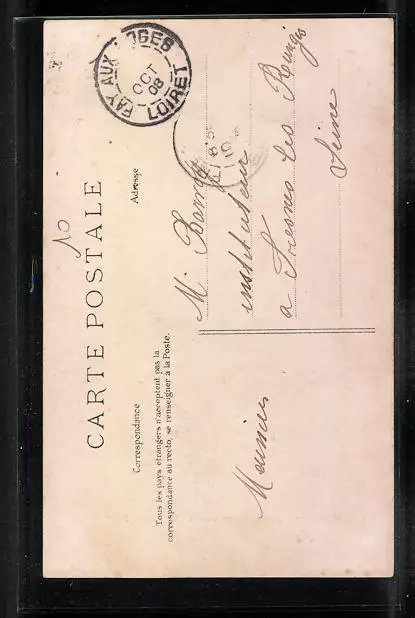 CARTE POSTALE
Correspondance
Tous les pays étrangers n'acceptent pas la
correspondance au recto, se renseigner à la Poste.
Meunier
Adresse
M.
instituteur
à Fresnes les Rungis
Seine
FAY AUX LOGES
OCT
08
LOIRET
10